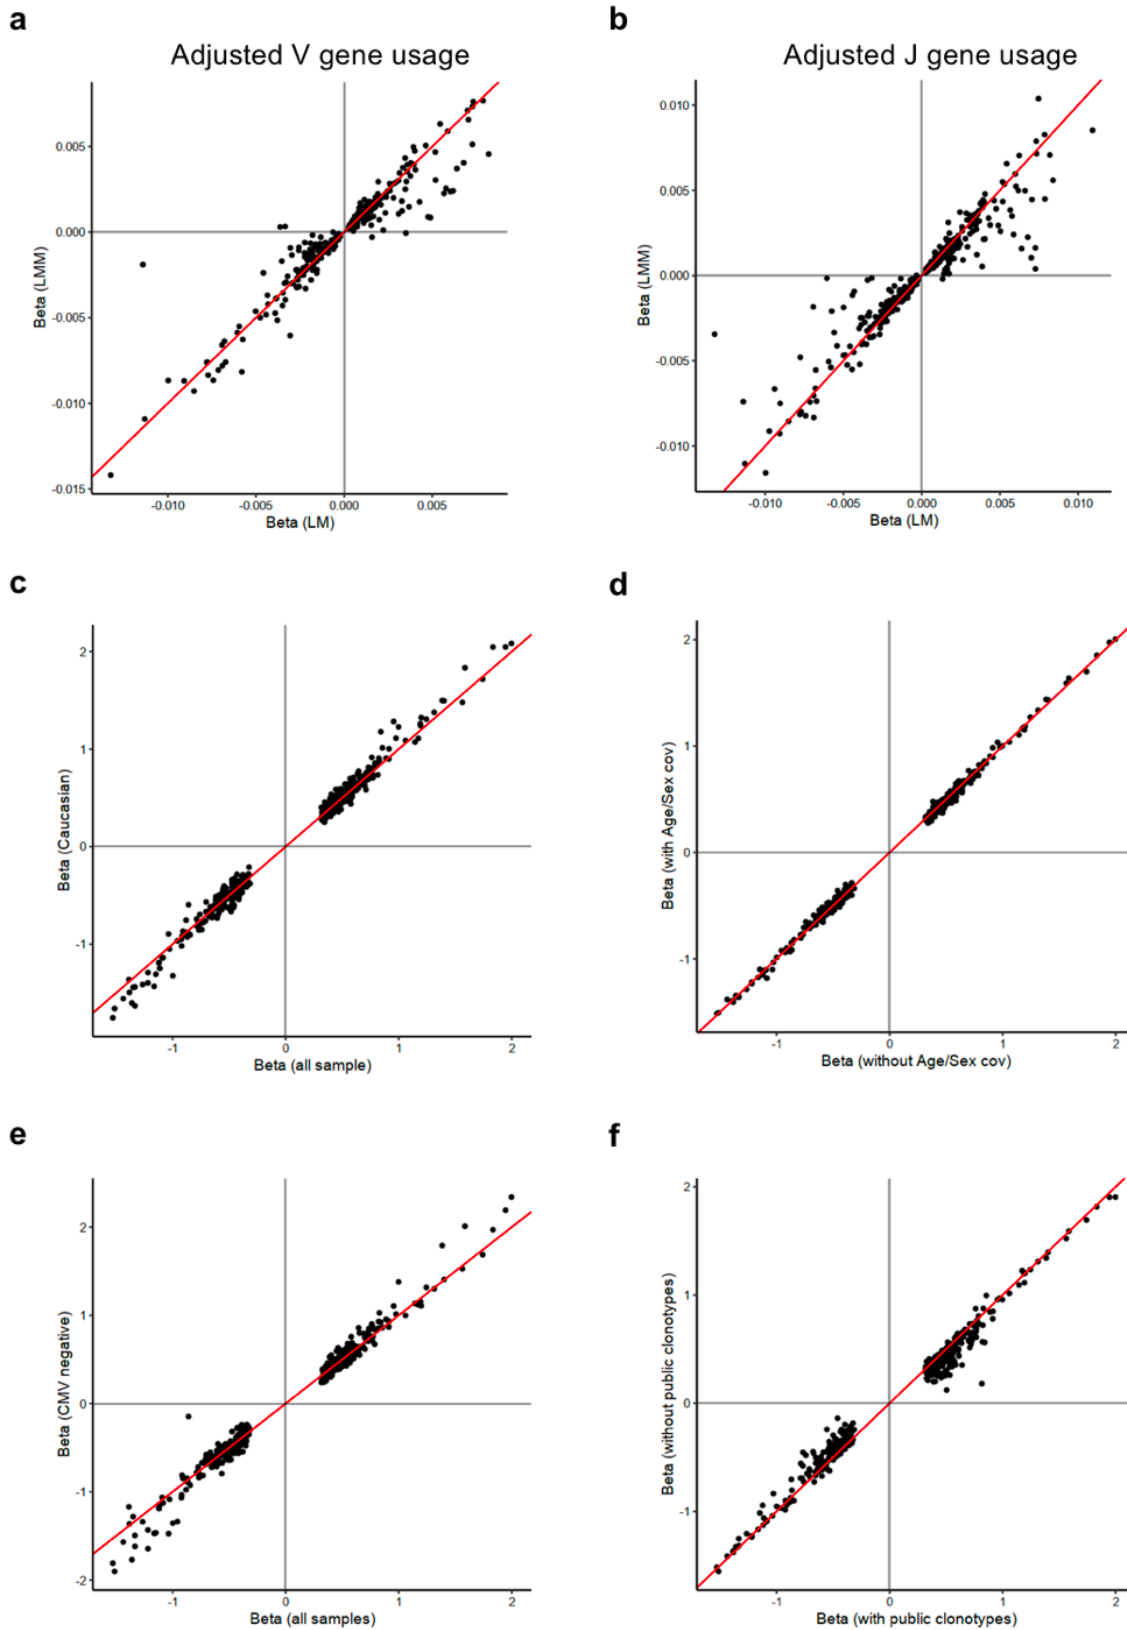 a
Adjusted V gene usage
0.005
0.000
-0.005
-0.010
-0.015
Beta (LMM)
-0.010
-0.005
0.000
0.005
Beta (LM)
b
Adjusted J gene usage
0.010
0.005
0.000
-0.005
-0.010
Beta (LMM)
-0.010
-0.005
0.000
0.005
0.010
Beta (LM)
c
2
1
0
-1
Beta (Caucasian)
-1
0
1
2
Beta (all sample)
d
2
1
0
-1
Beta (with Age/Sex cov)
-1
0
1
2
Beta (without Age/Sex cov)
e
2
1
0
-1
-2
Beta (CMV negative)
-1
0
1
2
Beta (all samples)
f
2
1
0
-1
Beta (without public clonotypes)
-1
0
1
2
Beta (with public clonotypes)